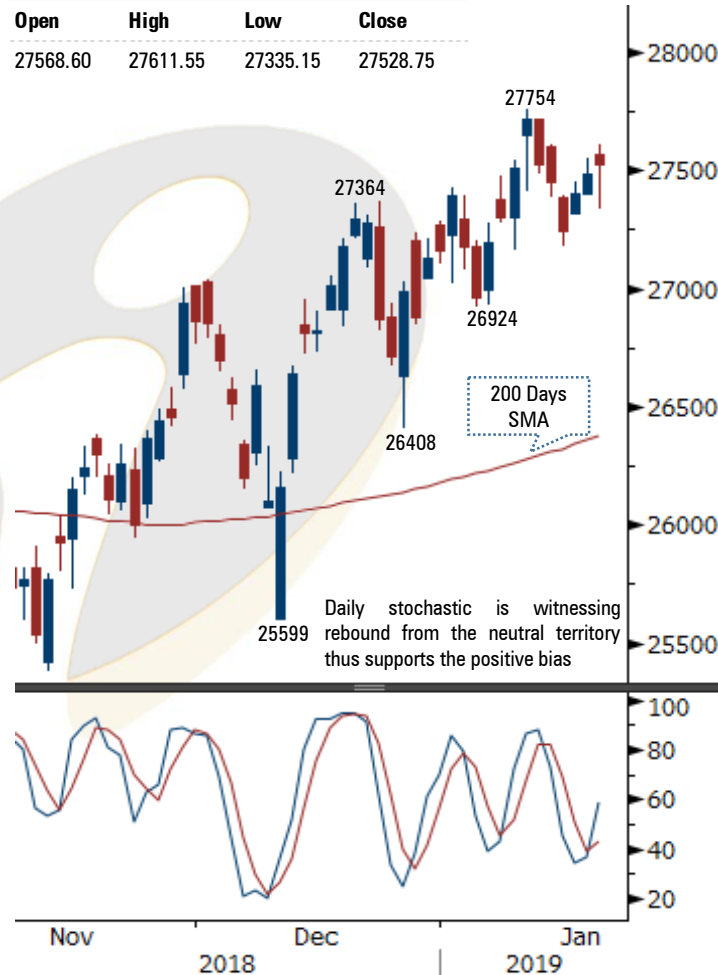 Open High Low Close
27568.60 27611.55 27335.15 27528.75
28000
27754
27500
27364
27000
26924
200 Days
SMA
26500
26408
26000
Daily stochastic is witnessing
25599 rebound from the neutral territory
thus supports the positive bias
25500
100
80
60
40
20
Nov Dec Jan
2018 2019